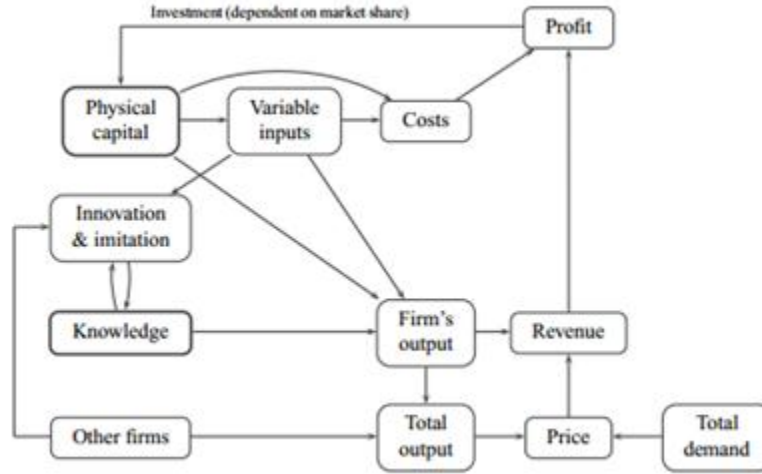 Investment (dependent on market share)
Profit
Physical
capital
Variable
inputs
Costs
Innovation
& imitation
Knowledge
Firm's
output
Revenue
Other firms
Total
output
Price
Total
demand